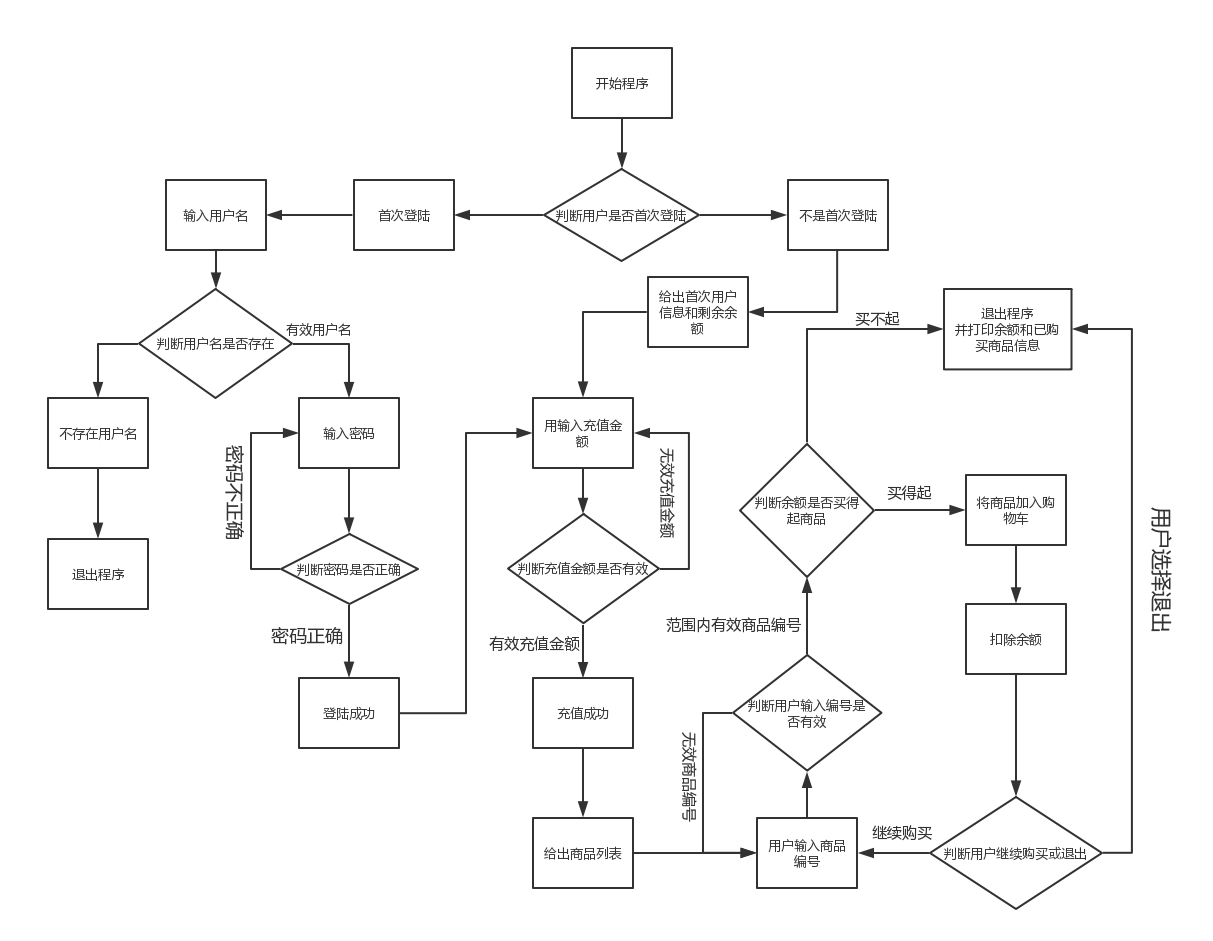 开始程序
输入用户名
首次登陆
判断用户是否首次登陆
不是首次登陆
给出首次用户
信息和剩余余
额
买不起
退出程序
并打印余额和已购
买商品信息
有效用户名
判断用户名是否存在
不存在用户名
输入密码
用输入充值金
额
密码不正确
无效充值金额
判断余额是否买得
起商品
买得起
将商品加入购
物车
用户选择退出
退出程序
判断密码是否正确
判断充值金额是否有效
密码正确
有效充值金额
范围内有效商品编号
扣除余额
登陆成功
充值成功
判断用户输入编号是
否有效
无效商品编号
给出商品列表
用户输入商品
编号
继续购买
判断用户继续购买或退出